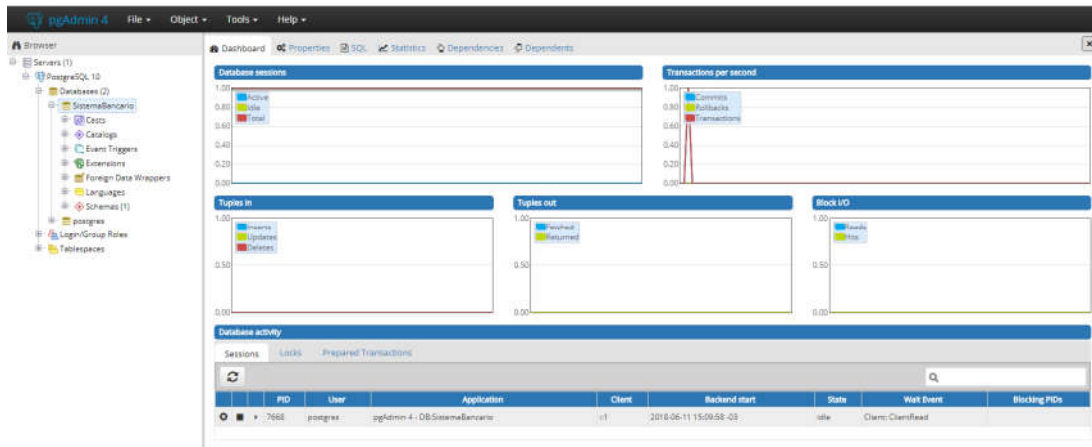 pgAdmin 4 File Object Tools Help
Browser
Dashboard Properties SQL Statistics Dependencies Dependents
Servers (1)
PostgreSQL 10
Databases (2)
SistemaBancario
Casts
Catalogs
Event Triggers
Extensions
Foreign Data Wrappers
Languages
Schemas (1)
postgres
Login/Group Roles
Tablespaces
Database sessions
1.00
0.80
0.60
0.40
0.20
0.00
Active
Idle
Total
Transactions per second
1.00
0.80
0.60
0.40
0.20
0.00
Commits
Rollbacks
Transactions
Tuples in
1.00
0.50
0.00
Inserts
Updates
Deletes
Tuples out
1.00
0.50
0.00
Fetched
Returned
Block I/O
1.00
0.50
0.00
Reads
Hits
Database activity
Sessions Locks Prepared Transactions
PID User Application Client Backend start State Wait Event Blocking PIDs
7668 postgres pgAdmin 4 - DB:SistemaBancario ::1 2018-06-11 15:09:58 -03 idle Client: ClientRead